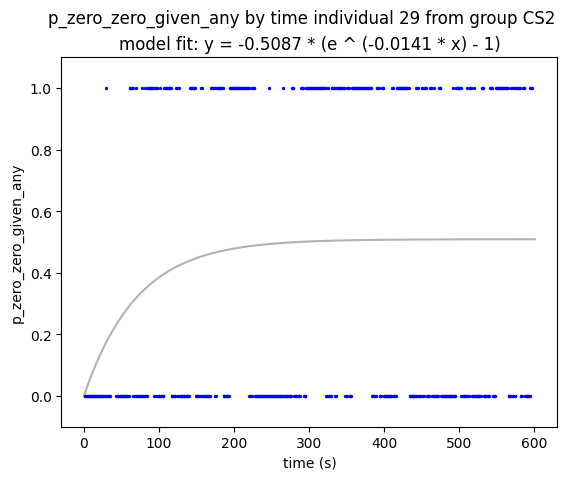 p_zero_zero_given_any by time individual 29 from group CS2
model fit: y = -0.5087 * (e ^ (-0.0141 * x) - 1)
1.0
0.8
0.6
0.4
0.2
0.0
p_zero_zero_given_any
0 100 200 300 400 500 600
time (s)